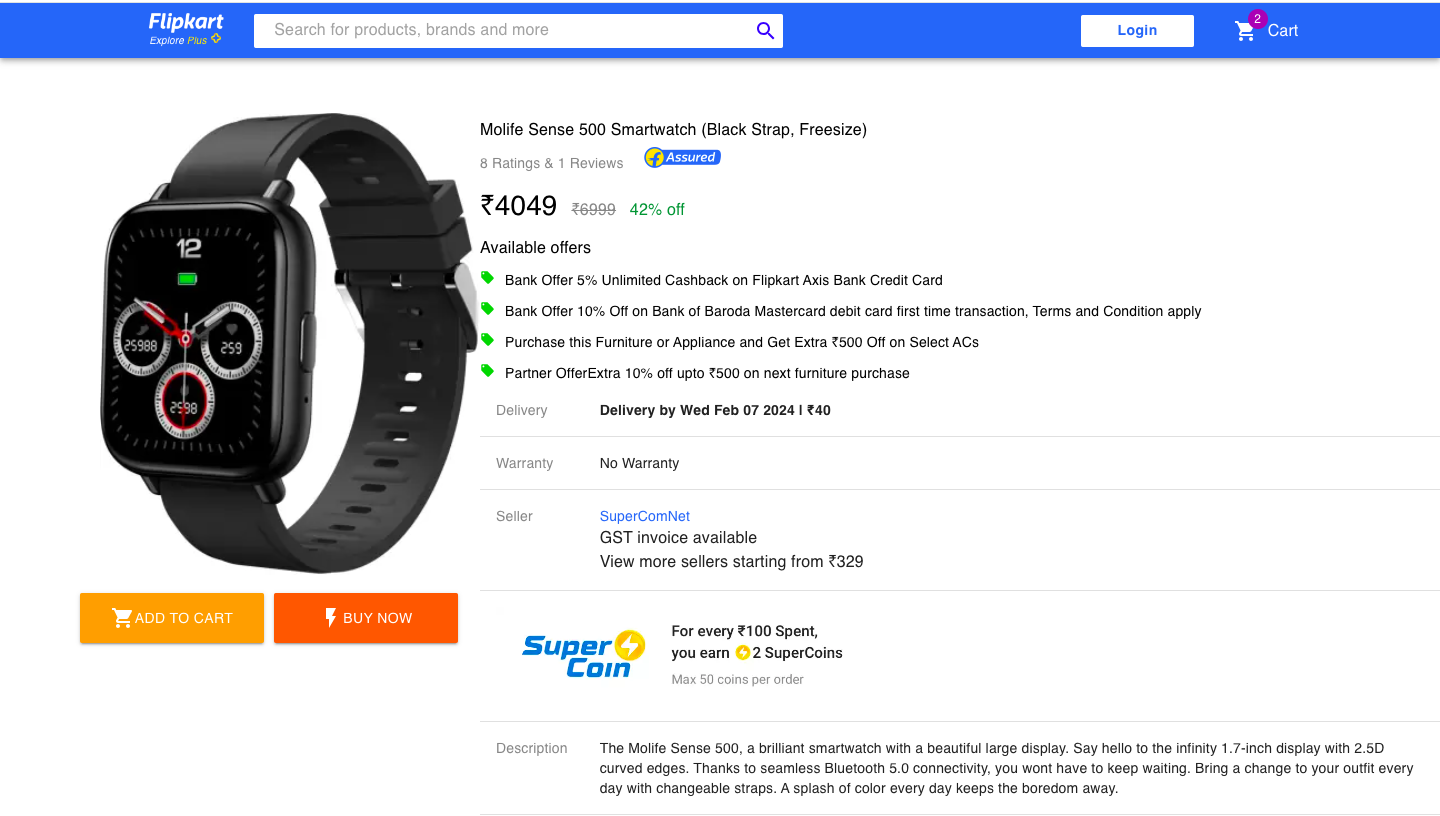 Flipkart
Explore Plus
Search for products, brands and more
Login
2
Cart
Molife Sense 500 Smartwatch (Black Strap, Freesize)
8 Ratings & 1 Reviews
f Assured
₹4049 ₹6999 42% off
Available offers
Bank Offer 5% Unlimited Cashback on Flipkart Axis Bank Credit Card
Bank Offer 10% Off on Bank of Baroda Mastercard debit card first time transaction, Terms and Condition apply
Purchase this Furniture or Appliance and Get Extra ₹500 Off on Select ACs
Partner OfferExtra 10% off upto ₹500 on next furniture purchase
Delivery Delivery by Wed Feb 07 2024 l ₹40
Warranty No Warranty
Seller SuperComNet
GST invoice available
View more sellers starting from ₹329
12
25988
259
2598
ADD TO CART
BUY NOW
Super Coin
For every ₹100 Spent,
you earn 2 SuperCoins
Max 50 coins per order
Description The Molife Sense 500, a brilliant smartwatch with a beautiful large display. Say hello to the infinity 1.7-inch display with 2.5D
curved edges. Thanks to seamless Bluetooth 5.0 connectivity, you wont have to keep waiting. Bring a change to your outfit every
day with changeable straps. A splash of color every day keeps the boredom away.